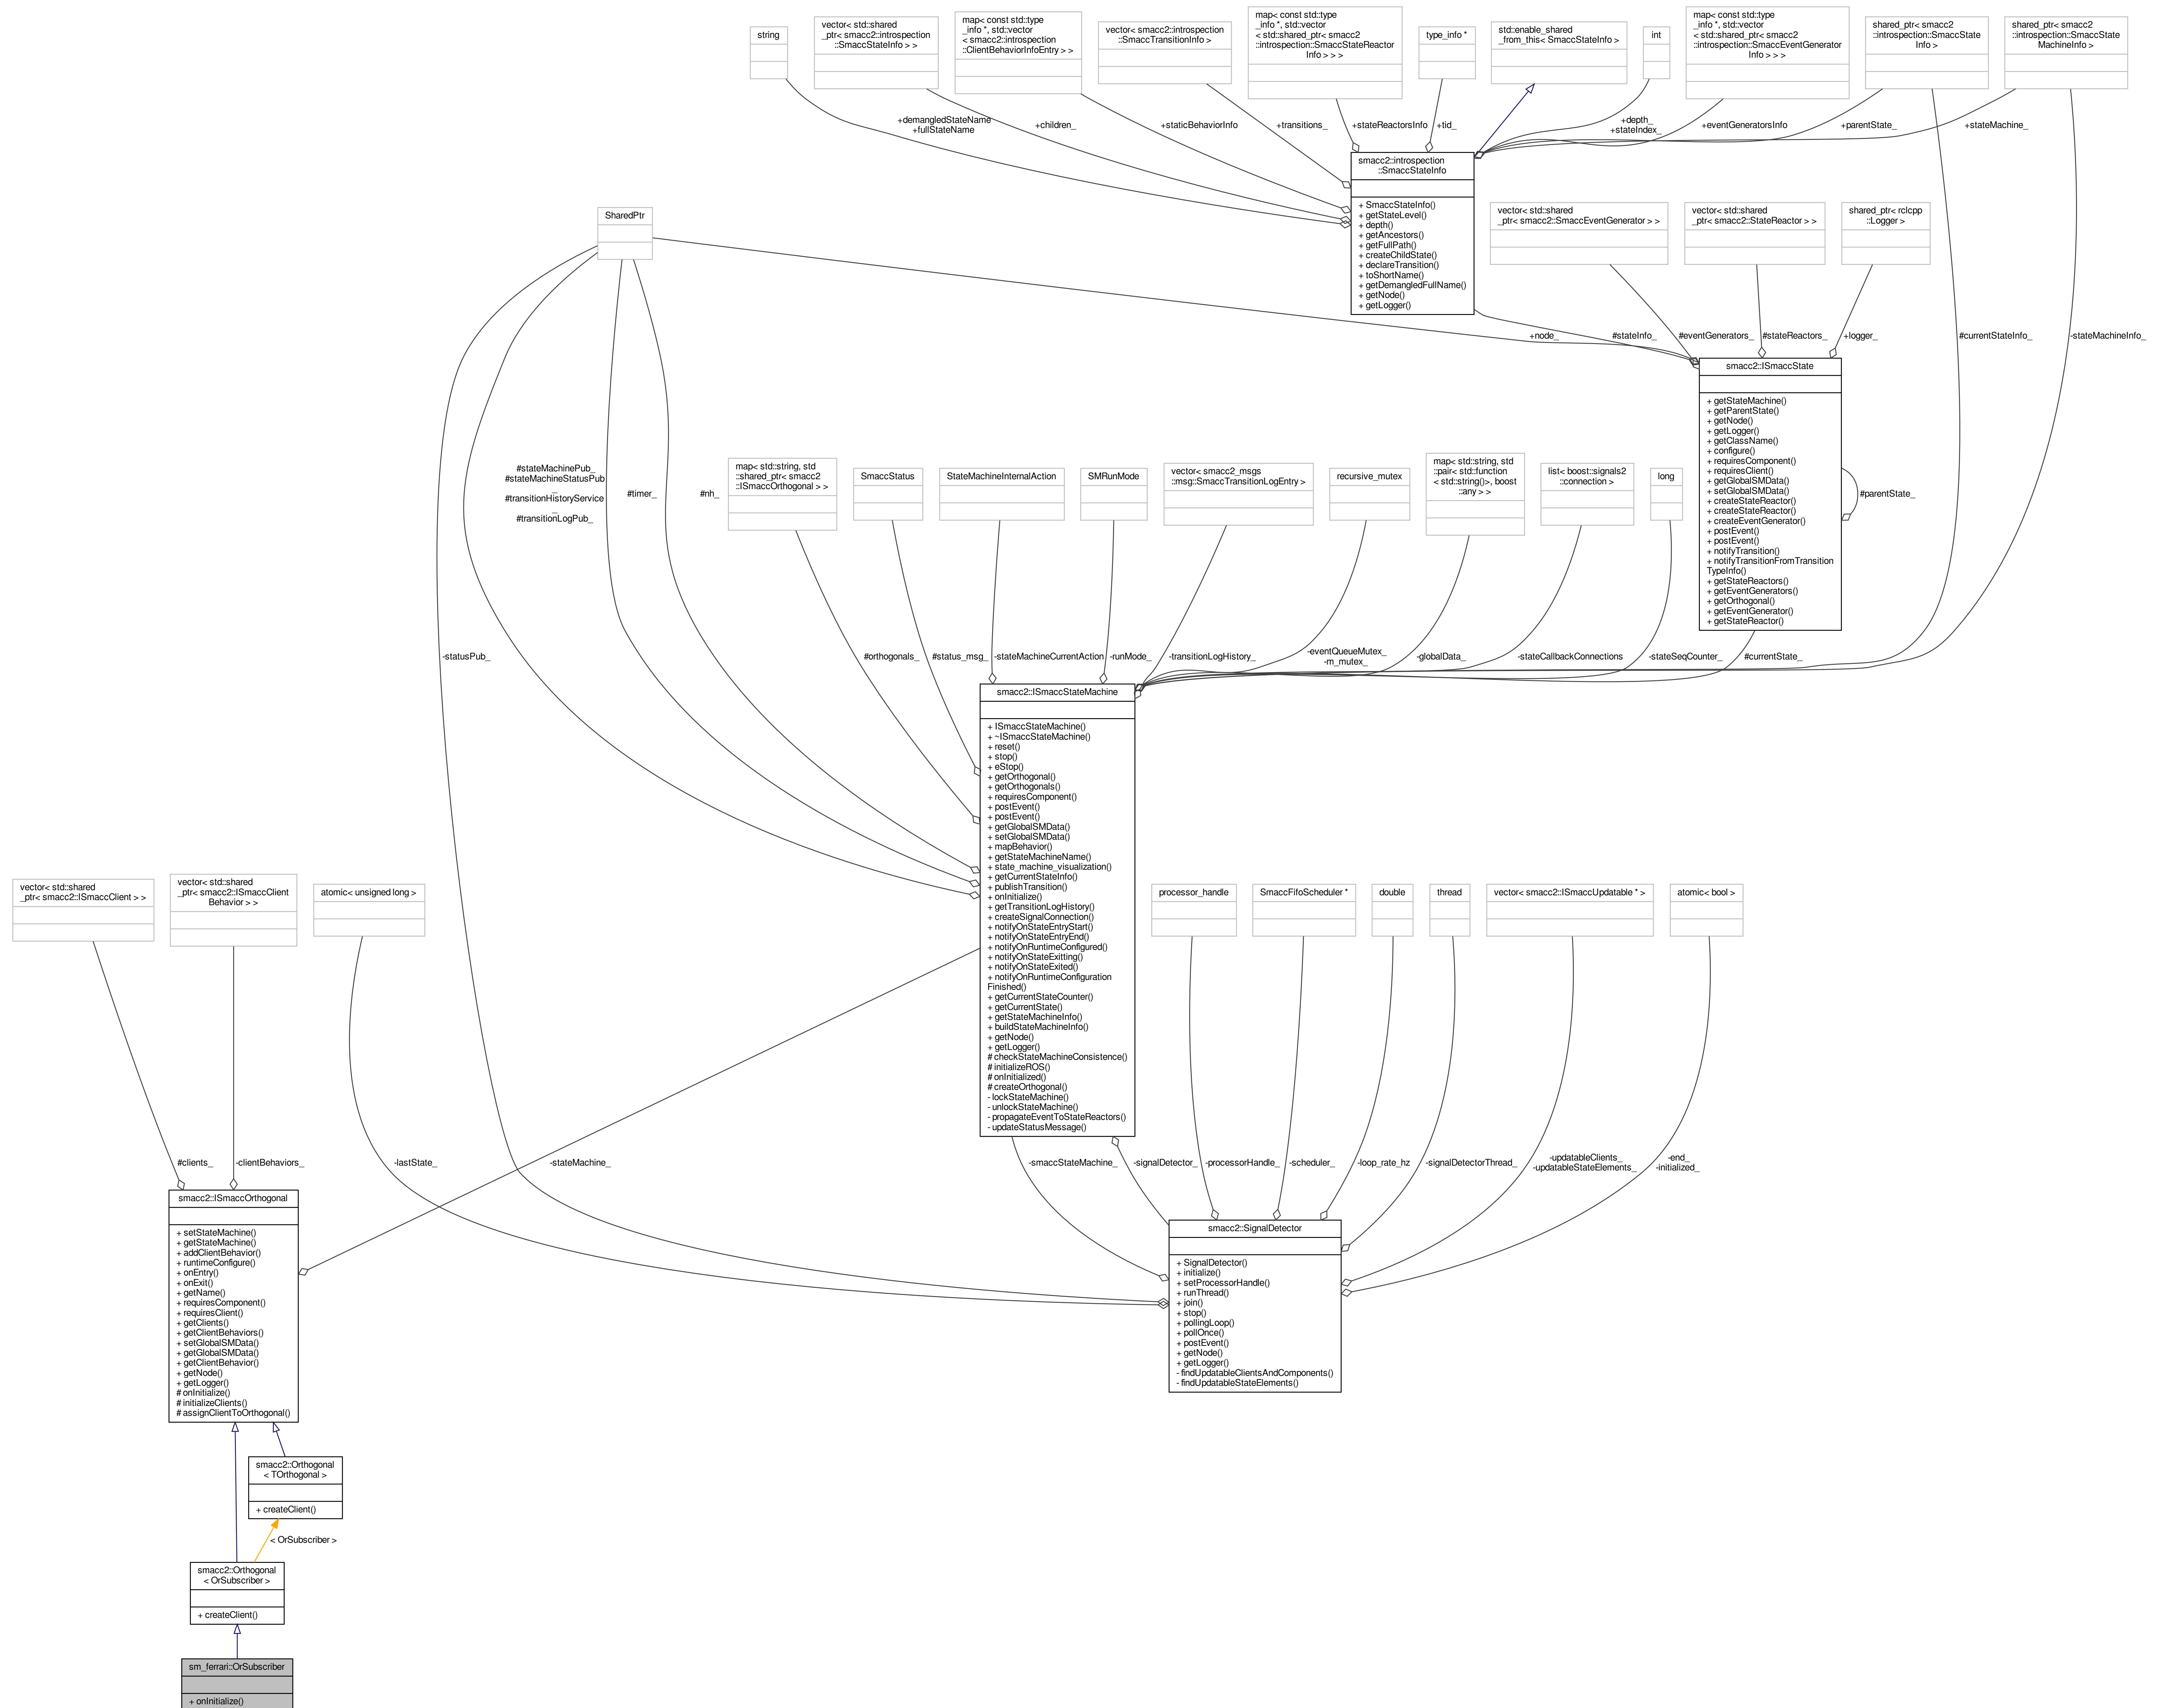 string
vector< std::shared
_ptr< smacc2::introspection
::SmaccStateInfo > >
map< const std::type
_info *, std::vector
< smacc2::introspection
::ClientBehaviorInfoEntry > >
vector< smacc2::introspection
::SmaccTransitionInfo >
map< const std::type
_info *, std::vector
< std::shared_ptr< smacc2
::introspection::SmaccStateReactor
Info > > >
type_info *
std::enable_shared
_from_this< SmaccStateInfo >
int
map< const std::type
_info *, std::vector
< std::shared_ptr< smacc2
::introspection::SmaccEventGenerator
Info > > >
shared_ptr< smacc2
::introspection::SmaccState
Info >
shared_ptr< smacc2
::introspection::SmaccState
MachineInfo >
+demangledStateName
+fullStateName
+children_
+staticBehaviorInfo
+transitions_
+stateReactorsInfo
+tid_
+depth_
+stateIndex_
+eventGeneratorsInfo
+parentState_
+stateMachine_
smacc2::introspection
::SmaccStateInfo
+ SmaccStateInfo()
+ getStateLevel()
+ depth()
+ getAncestors()
+ getFullPath()
+ createChildState()
+ declareTransition()
+ toShortName()
+ getDemangledFullName()
+ getNode()
+ getLogger()
SharedPtr
vector< std::shared
_ptr< smacc2::SmaccEventGenerator > >
vector< std::shared
_ptr< smacc2::StateReactor > >
shared_ptr< rclcpp
::Logger >
+node_
#stateInfo_
#eventGenerators_
#stateReactors_
+logger_
#currentStateInfo_
-stateMachineInfo_
smacc2::ISmaccState
+ getStateMachine()
+ getParentState()
+ getNode()
+ getLogger()
+ getClassName()
+ configure()
+ requiresComponent()
+ requiresClient()
+ getGlobalSMData()
+ setGlobalSMData()
+ createStateReactor()
+ createStateReactor()
+ createEventGenerator()
+ postEvent()
+ postEvent()
+ notifyTransition()
+ notifyTransitionFromTransition
TypeInfo()
+ getStateReactors()
+ getEventGenerators()
+ getOrthogonal()
+ getEventGenerator()
+ getStateReactor()
#parentState_
#stateMachinePub_
#stateMachineStatusPub
_
#transitionHistoryService
_
#transitionLogPub_
#timer_
#nh_
map< std::string, std
::shared_ptr< smacc2
::ISmaccOrthogonal > >
SmaccStatus
StateMachineInternalAction
SMRunMode
vector< smacc2_msgs
::msg::SmaccTransitionLogEntry >
recursive_mutex
map< std::string, std
::pair< std::function
< std::string()>, boost
::any > >
list< boost::signals2
::connection >
long
-statusPub_
#orthogonals_
#status_msg_
-stateMachineCurrentAction
-runMode_
-transitionLogHistory_
-eventQueueMutex_
-m_mutex_
-globalData_
-stateCallbackConnections
-stateSeqCounter_
#currentState_
smacc2::ISmaccStateMachine
+ ISmaccStateMachine()
+ ~ISmaccStateMachine()
+ reset()
+ stop()
+ eStop()
+ getOrthogonal()
+ getOrthogonals()
+ requiresComponent()
+ postEvent()
+ postEvent()
+ getGlobalSMData()
+ setGlobalSMData()
+ mapBehavior()
+ getStateMachineName()
+ state_machine_visualization()
+ getCurrentStateInfo()
+ publishTransition()
+ onInitialize()
+ getTransitionLogHistory()
+ createSignalConnection()
+ notifyOnStateEntryStart()
+ notifyOnStateEntryEnd()
+ notifyOnRuntimeConfigured()
+ notifyOnStateExitting()
+ notifyOnStateExited()
+ notifyOnRuntimeConfiguration
Finished()
+ getCurrentStateCounter()
+ getCurrentState()
+ getStateMachineInfo()
+ buildStateMachineInfo()
+ getNode()
+ getLogger()
# checkStateMachineConsistence()
# initializeROS()
# onInitialized()
# createOrthogonal()
- lockStateMachine()
- unlockStateMachine()
- propagateEventToStateReactors()
- updateStatusMessage()
vector< std::shared
_ptr< smacc2::ISmaccClient > >
vector< std::shared
_ptr< smacc2::ISmaccClient
Behavior > >
atomic< unsigned long >
processor_handle
SmaccFifoScheduler *
double
thread
vector< smacc2::ISmaccUpdatable * >
atomic< bool >
#clients_
-clientBehaviors_
-lastState_
-stateMachine_
-smaccStateMachine_
-signalDetector_
-processorHandle_
-scheduler_
-loop_rate_hz
-signalDetectorThread_
-updatableClients_
-updatableStateElements_
-end_
-initialized_
smacc2::ISmaccOrthogonal
+ setStateMachine()
+ getStateMachine()
+ addClientBehavior()
+ runtimeConfigure()
+ onEntry()
+ onExit()
+ getName()
+ requiresComponent()
+ requiresClient()
+ getClients()
+ getClientBehaviors()
+ setGlobalSMData()
+ getGlobalSMData()
+ getClientBehavior()
+ getNode()
+ getLogger()
# onInitialize()
# initializeClients()
# assignClientToOrthogonal()
smacc2::SignalDetector
+ SignalDetector()
+ initialize()
+ setProcessorHandle()
+ runThread()
+ join()
+ stop()
+ pollingLoop()
+ pollOnce()
+ postEvent()
+ getNode()
+ getLogger()
- findUpdatableClientsAndComponents()
- findUpdatableStateElements()
smacc2::Orthogonal
< TOrthogonal >
+ createClient()
< OrSubscriber >
smacc2::Orthogonal
< OrSubscriber >
+ createClient()
sm_ferrari::OrSubscriber
+ onInitialize()